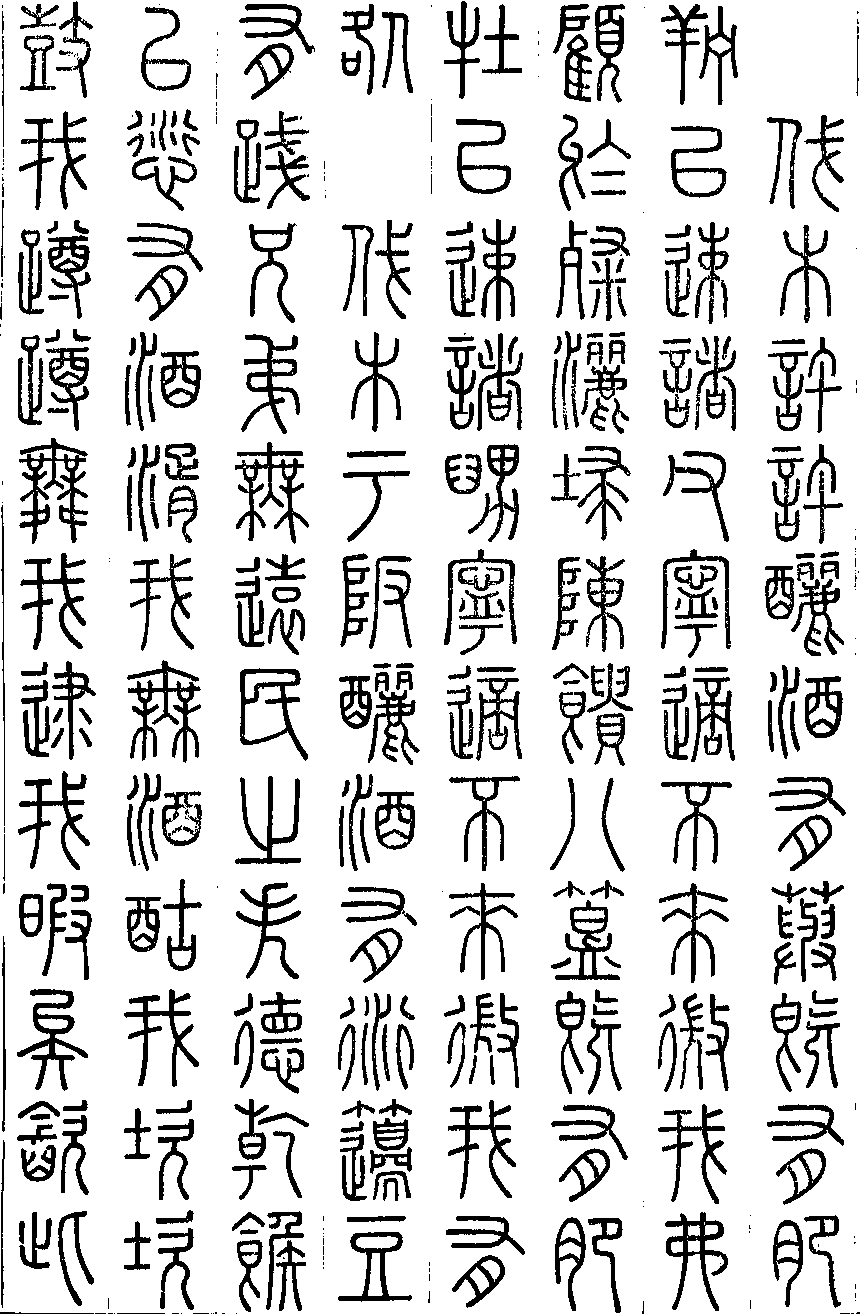 伐木許許釃酒有藇既有肥
羜以速諸父寧適不來微我弗
顧於粲灑埽陳饋八簋既有肥
牡以速諸舅寧適不來微我有
咎　伐木于阪釃酒有衍籩豆
有踐兄弟無遠民之失德乾餱
以愆有酒湑我無酒酤我坎坎
鼓我蹲蹲舞我逮我暇矣飲此